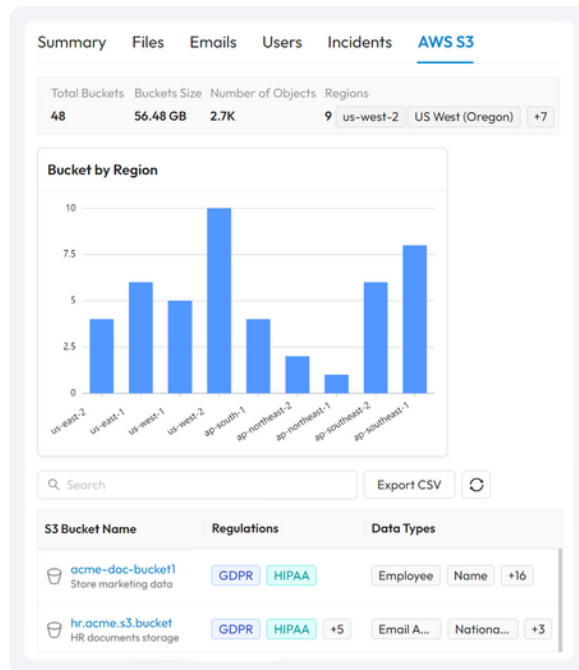 Summary Files Emails Users Incidents AWS S3
Total Buckets Buckets Size Number of Objects Regions
48 56.48 GB 2.7K 9 us-west-2 US West (Oregon) +7
Bucket by Region
10
7.5
5
2.5
0
us-east-2 us-east-1 us-west-1 us-west-2 ap-south-1 ap-northeast-2 ap-northeast-1 ap-southeast-2 ap-southeast-1
Search Export CSV
S3 Bucket Name Regulations Data Types
acme-doc-bucket1 GDPR HIPAA Employee Name +16
Store marketing data
hr.acme.s3.bucket GDPR HIPAA +5 Email A... Nationa... +3
HR documents storage